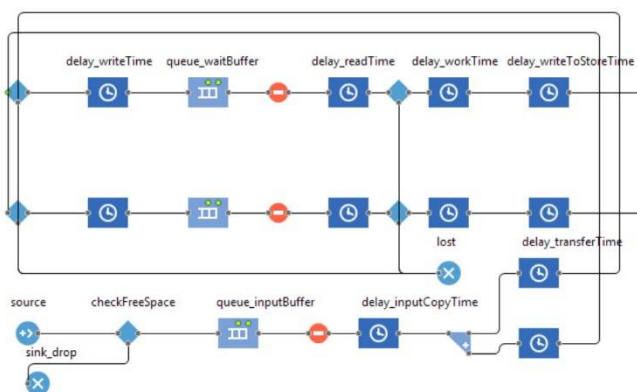 delay_writeTime queue_waitBuffer delay_readTime delay_workTime delay_writeToStoreTime
lost delay_transferTime
source checkFreeSpace queue_inputBuffer delay_inputCopyTime
sink_drop